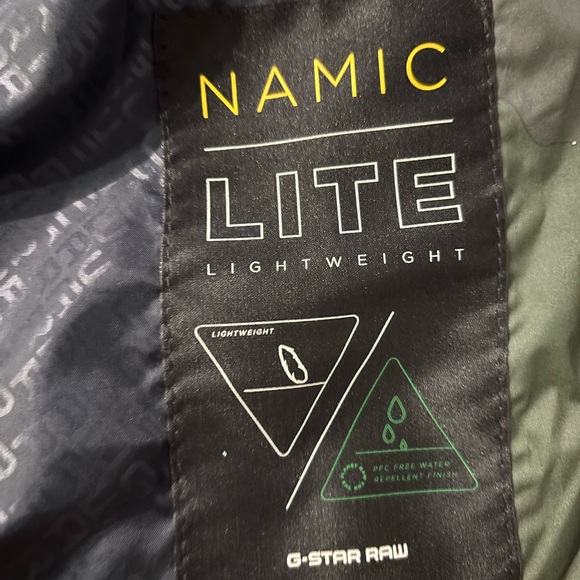 NAMIC
LITE
LIGHTWEIGHT
LIGHTWEIGHT
PFC FREE WATER
REPELLENT FINISH
G-STAR RAW